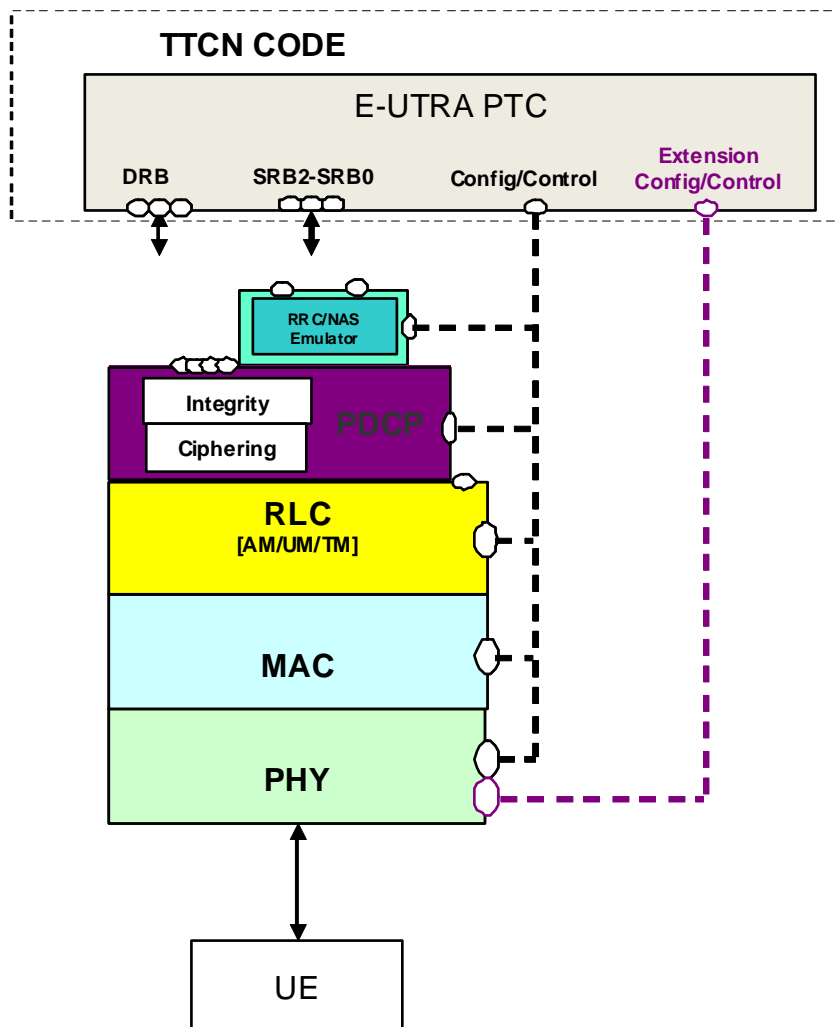 TTCN CODE
E-UTRA PTC
DRB
SRB2-SRB0
Config/Control
Extension
Config/Control
RRC/NAS
Emulator
Integrity
Ciphering
PDCP
RLC
[AM/UM/TM]
MAC
PHY
UE